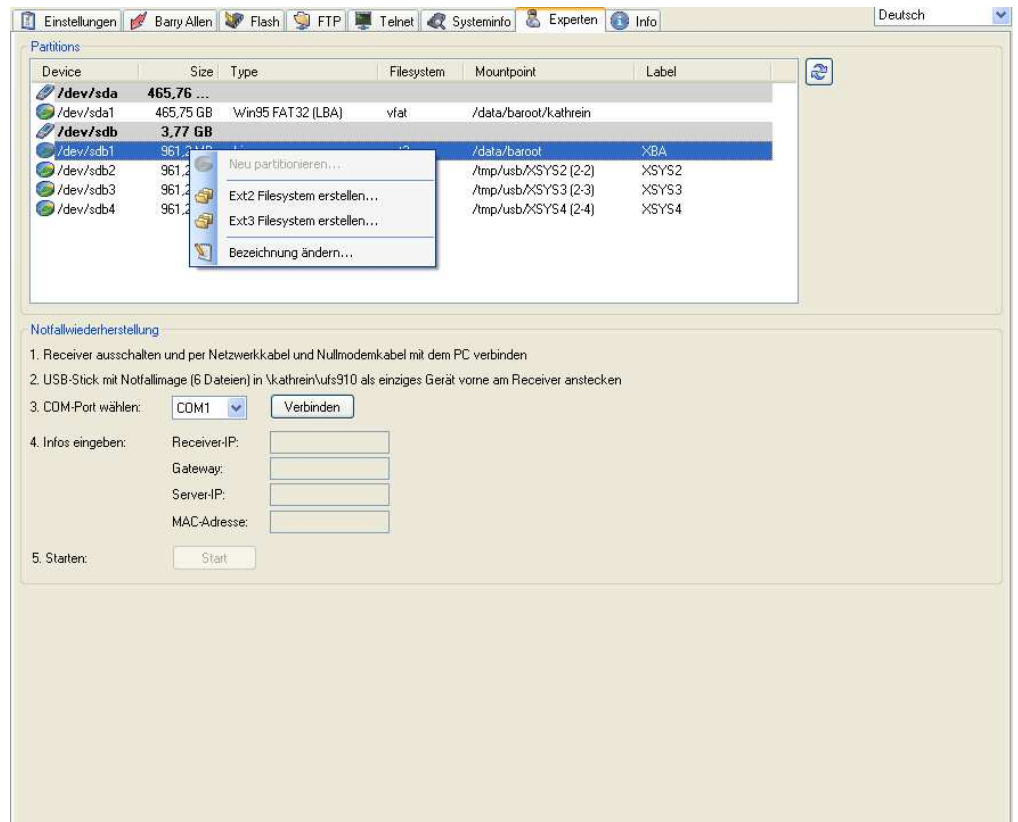 Einstellungen Barry Allen Flash FTP Telnet Systeminfo Experten Info Deutsch
Partitions
Device Size Type Filesystem Mountpoint Label
/dev/sda 465,76 ...
/dev/sda1 465,75 GB Win95 FAT32 (LBA) vfat /data/baroot/kathrein
/dev/sdb 3,77 GB
/dev/sdb1 /data/baroot XBA
/dev/sdb2 961,2 /tmp/usb/XSYS2 (2-2) XSYS2
/dev/sdb3 961,2 /tmp/usb/XSYS3 (2-3) XSYS3
/dev/sdb4 961,2 /tmp/usb/XSYS4 (2-4) XSYS4
Neu partitionieren...
Ext2 Filesystem erstellen...
Ext3 Filesystem erstellen...
Bezeichnung ändern...
Notfallwiederherstellung
1. Receiver ausschalten und per Netzwerkkabel und Nullmodemkabel mit dem PC verbinden
2. USB-Stick mit Notfallimage (6 Dateien) in \kathrein\ufs910 als einziges Gerät vorne am Receiver anstecken
3. COM-Port wählen: COM1 Verbinden
4. Infos eingeben: Receiver-IP:
Gateway:
Server-IP:
MAC-Adresse:
5. Starten: Start